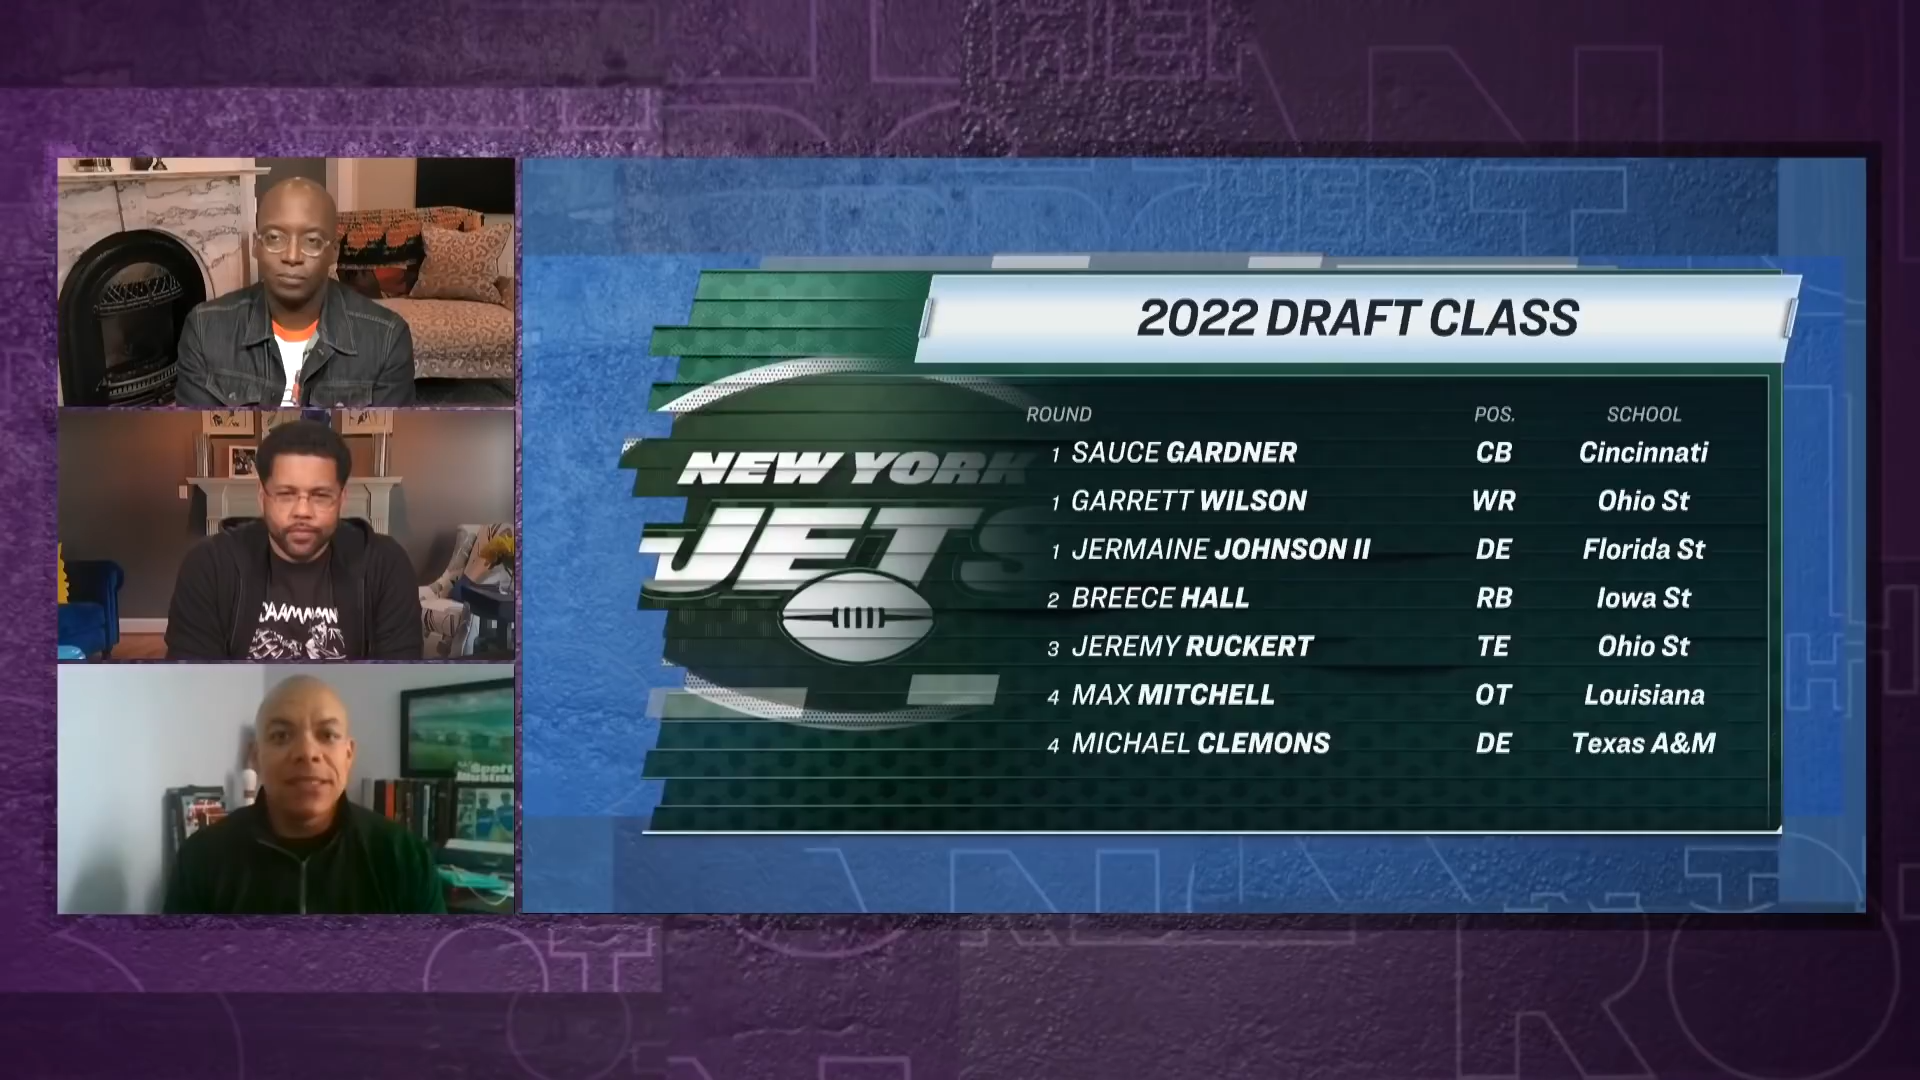 2022 DRAFT CLASS
ROUND POS. SCHOOL
1 SAUCE GARDNER CB Cincinnati
1 GARRETT WILSON WR Ohio St
1 JERMAINE JOHNSON II DE Florida St
2 BREECE HALL RB Iowa St
3 JEREMY RUCKERT TE Ohio St
4 MAX MITCHELL OT Louisiana
4 MICHAEL CLEMONS DE Texas A&M
NEW YORK
JETS